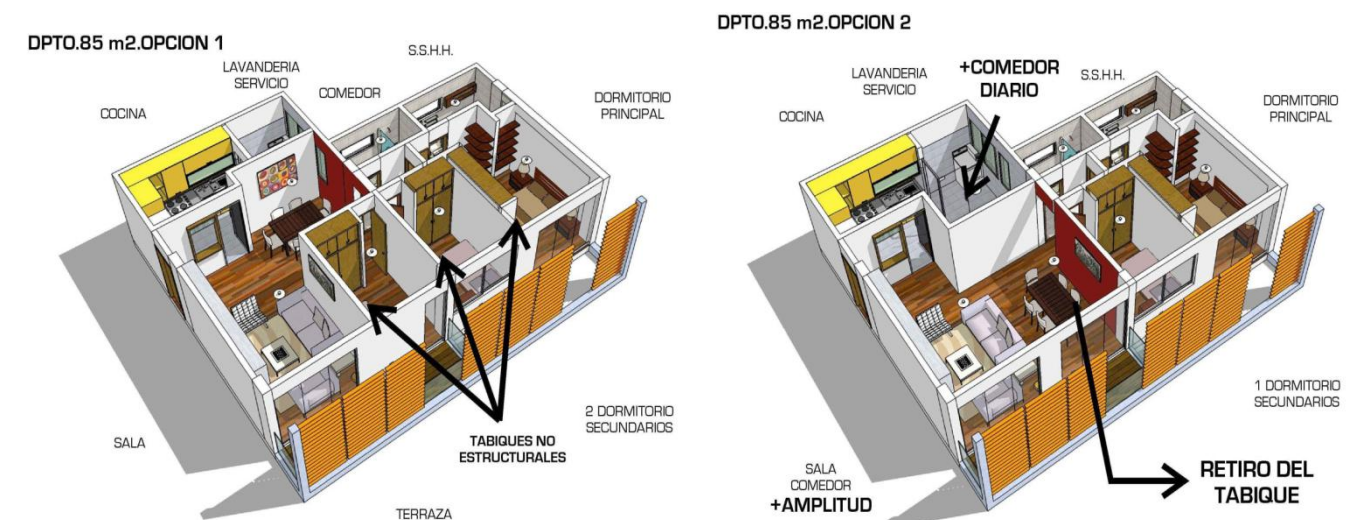 DPTO.85 m2.OPCION 1
S.S.H.H.
LAVANDERIA
SERVICIO
COMEDOR
COCINA
DORMITORIO
PRINCIPAL
2 DORMITORIO
SECUNDARIOS
TABIQUES NO
ESTRUCTURALES
SALA
TERRAZA
DPTO.85 m2.OPCION 2
+COMEDOR
DIARIO
LAVANDERIA
SERVICIO
S.S.H.H.
COCINA
DORMITORIO
PRINCIPAL
1 DORMITORIO
SECUNDARIOS
SALA
COMEDOR
+AMPLITUD
RETIRO DEL
TABIQUE